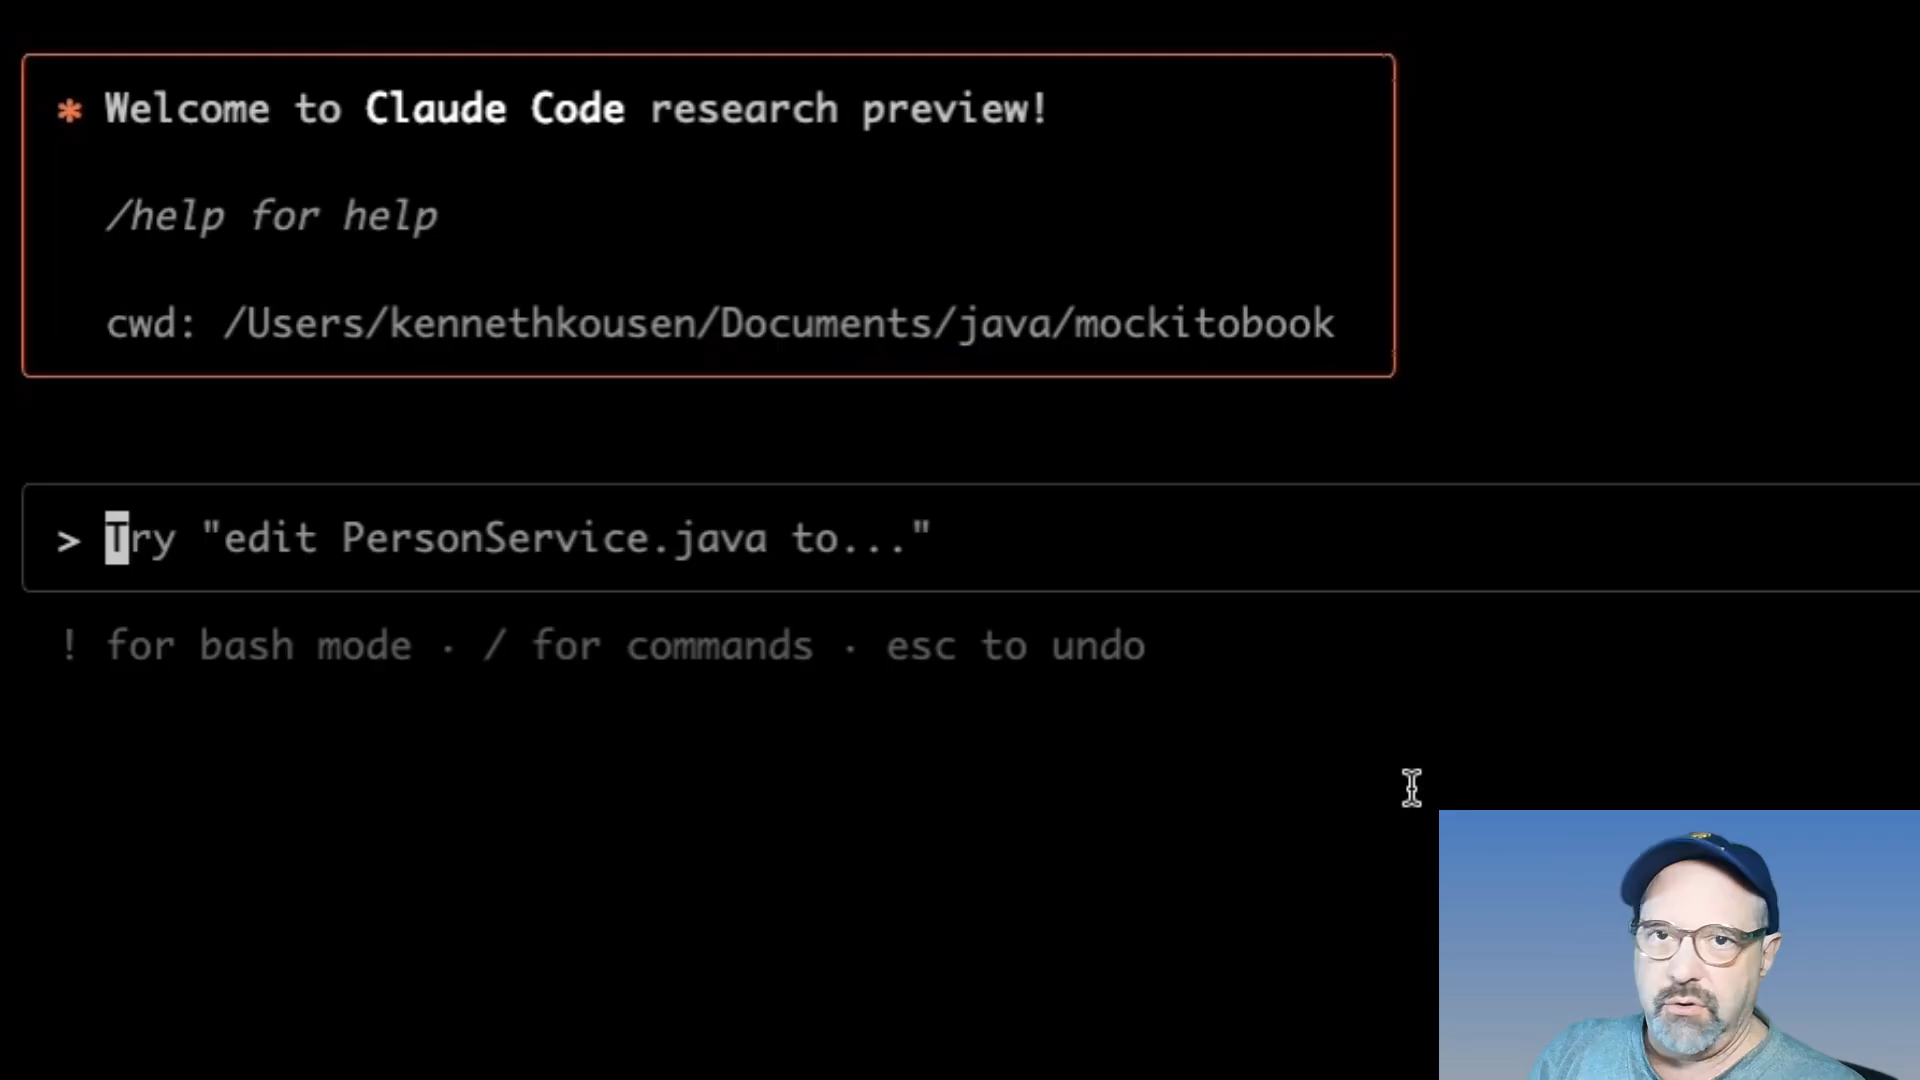 * Welcome to Claude Code research preview!
/help for help
cwd: /Users/kennethkousen/Documents/java/mockitobook
> Try "edit PersonService.java to..."
! for bash mode · / for commands · esc to undo